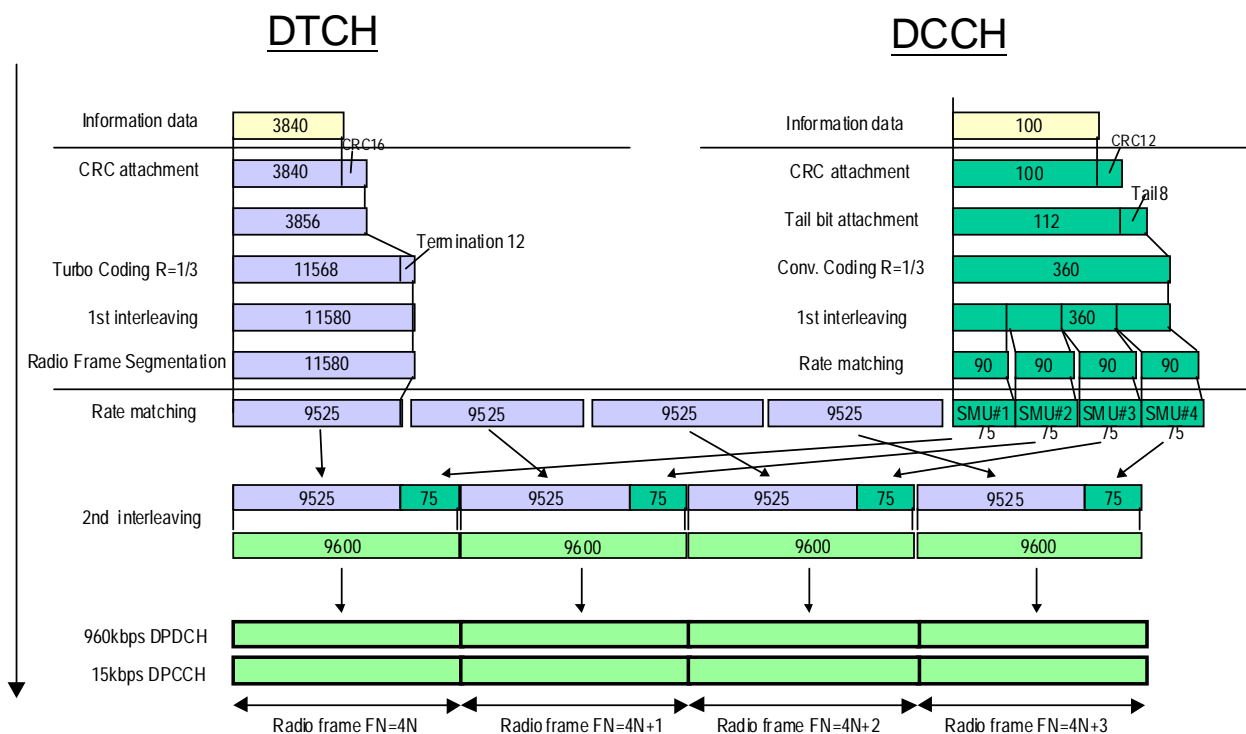 DTCH
DCCH
Information data
3840
Information data
100
CRC16
CRC12
CRC attachment
3840
CRC attachment
100
Tail8
3856
Tail bit attachment
112
Termination 12
Turbo Coding R=1/3
11568
Conv. Coding R=1/3
360
1st interleaving
11580
1st interleaving
360
Radio Frame Segmentation
11580
Rate matching
90 90 90 90
Rate matching
9525 9525 9525 9525
SMU#1 SMU#2 SMU#3 SMU#4
75 75 75 75
2nd interleaving
9525 75 9525 75 9525 75 9525 75
9600 9600 9600 9600
960kbps DPDCH
15kbps DPCCH
Radio frame FN=4N
Radio frame FN=4N+1
Radio frame FN=4N+2
Radio frame FN=4N+3